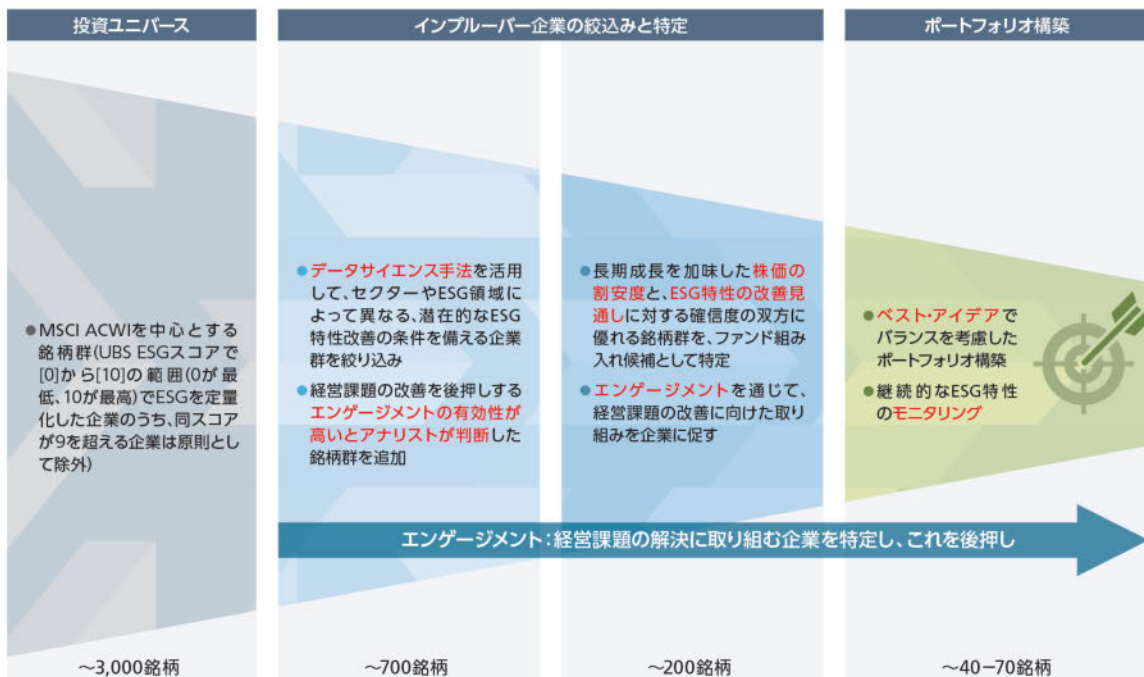 投資ユニバース
インプルーバー企業の絞込みと特定
ポートフォリオ構築
●MSCI ACWIを中心とする
銘柄群(UBS ESGスコアで
[0]から[10]の範囲(0が最
低、10が最高)でESGを定量
化した企業のうち、同スコア
が9を超える企業は原則とし
て除外)
●データサイエンス手法を活用
して、セクターやESG領域に
よって異なる、潜在的なESG
特性改善の条件を備える企業
群を絞り込み
●経営課題の改善を後押しする
エンゲージメントの有効性が
高いとアナリストが判断した
銘柄群を追加
●長期成長を加味した株価の
割安度と、ESG特性の改善見
通しに対する確信度の双方に
優れる銘柄群を、ファンド組み
入れ候補として特定
●エンゲージメントを通じて、
経営課題の改善に向けた取り
組みを企業に促す
●ベスト・アイデアで
バランスを考慮した
ポートフォリオ構築
●継続的なESG特性
のモニタリング
エンゲージメント:経営課題の解決に取り組む企業を特定し、これを後押し
～3,000銘柄
～700銘柄
～200銘柄
～40－70銘柄